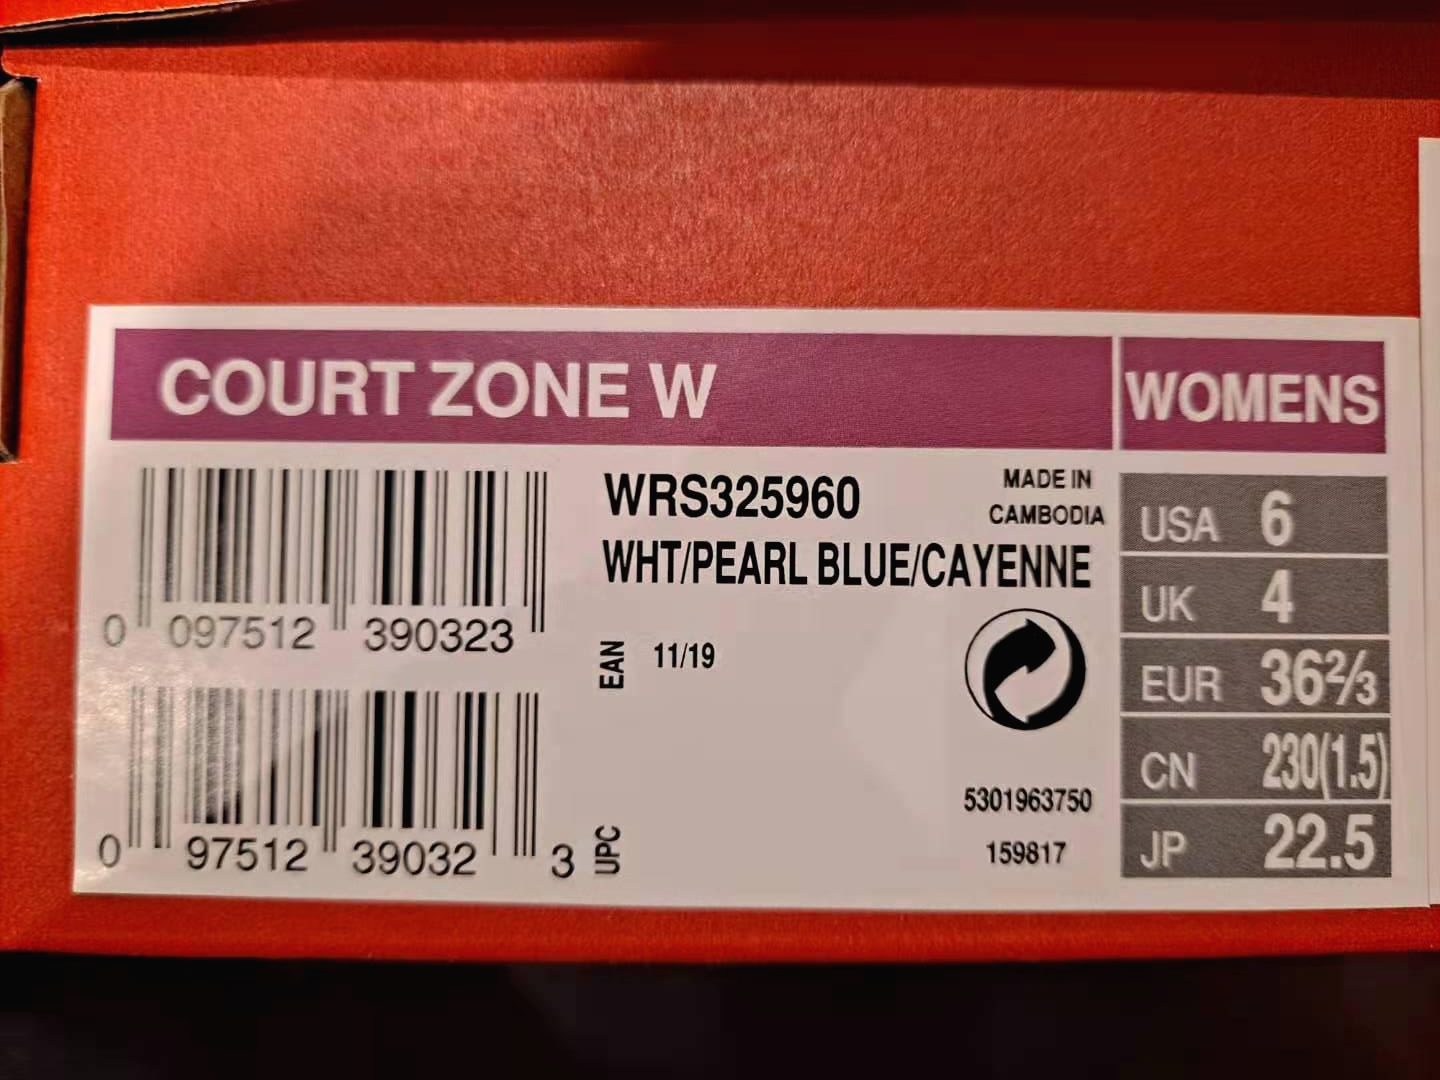 COURT ZONE W
WOMENS
WRS325960
MADE IN
CAMBODIA
WHT/PEARL BLUE/CAYENNE
0 097512 390323
EAN
11/19
0 97512 39032 3
UPC
5301963750
159817
USA 6
UK 4
EUR 36⅔
CN 230(1.5)
JP 22.5